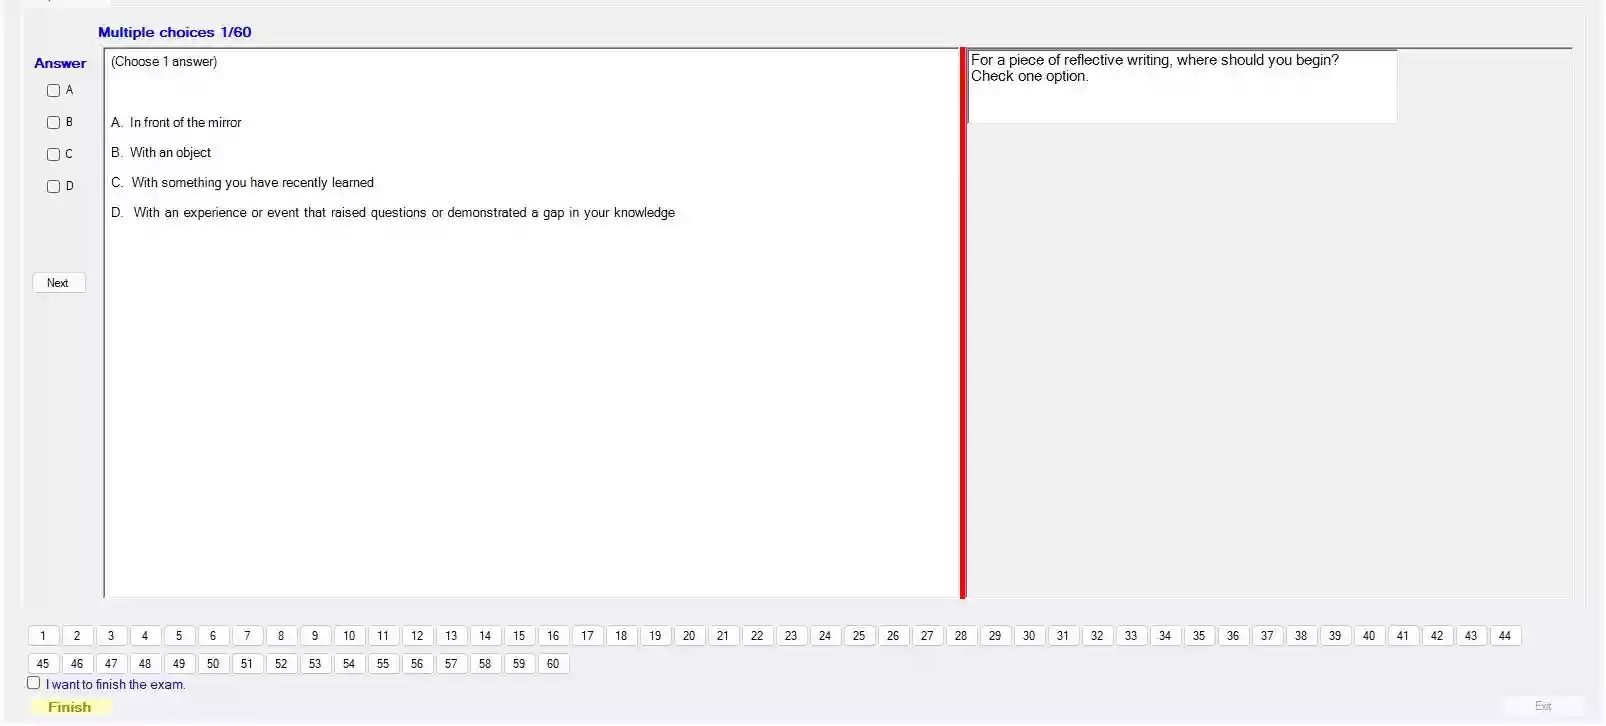 Multiple choices 1/60
Answer
(Choose 1 answer)
For a piece of reflective writing, where should you begin?
Check one option.
A
B
C
D
A. In front of the mirror
B. With an object
C. With something you have recently learned
D. With an experience or event that raised questions or demonstrated a gap in your knowledge
Next
1 2 3 4 5 6 7 8 9 10 11 12 13 14 15 16 17 18 19 20 21 22 23 24 25 26 27 28 29 30 31 32 33 34 35 36 37 38 39 40 41 42 43 44
45 46 47 48 49 50 51 52 53 54 55 56 57 58 59 60
I want to finish the exam.
Finish
Exit